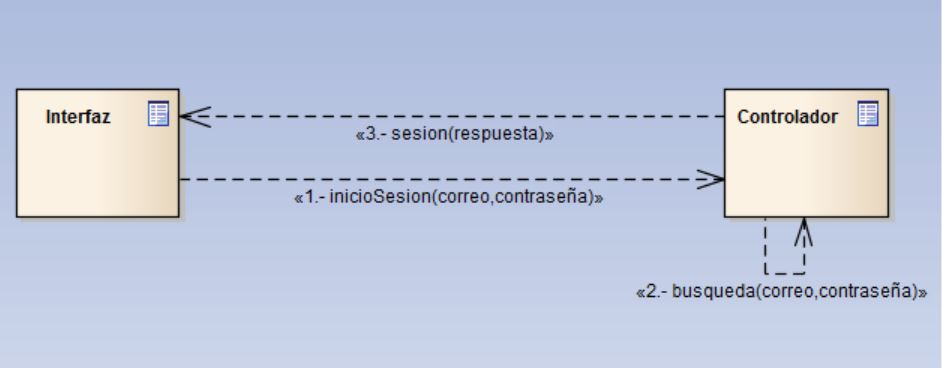 Interfaz
Controlador
«3.- sesion(respuesta)»
«1.- inicioSesion(correo,contraseña)»
«2.- busqueda(correo,contraseña)»